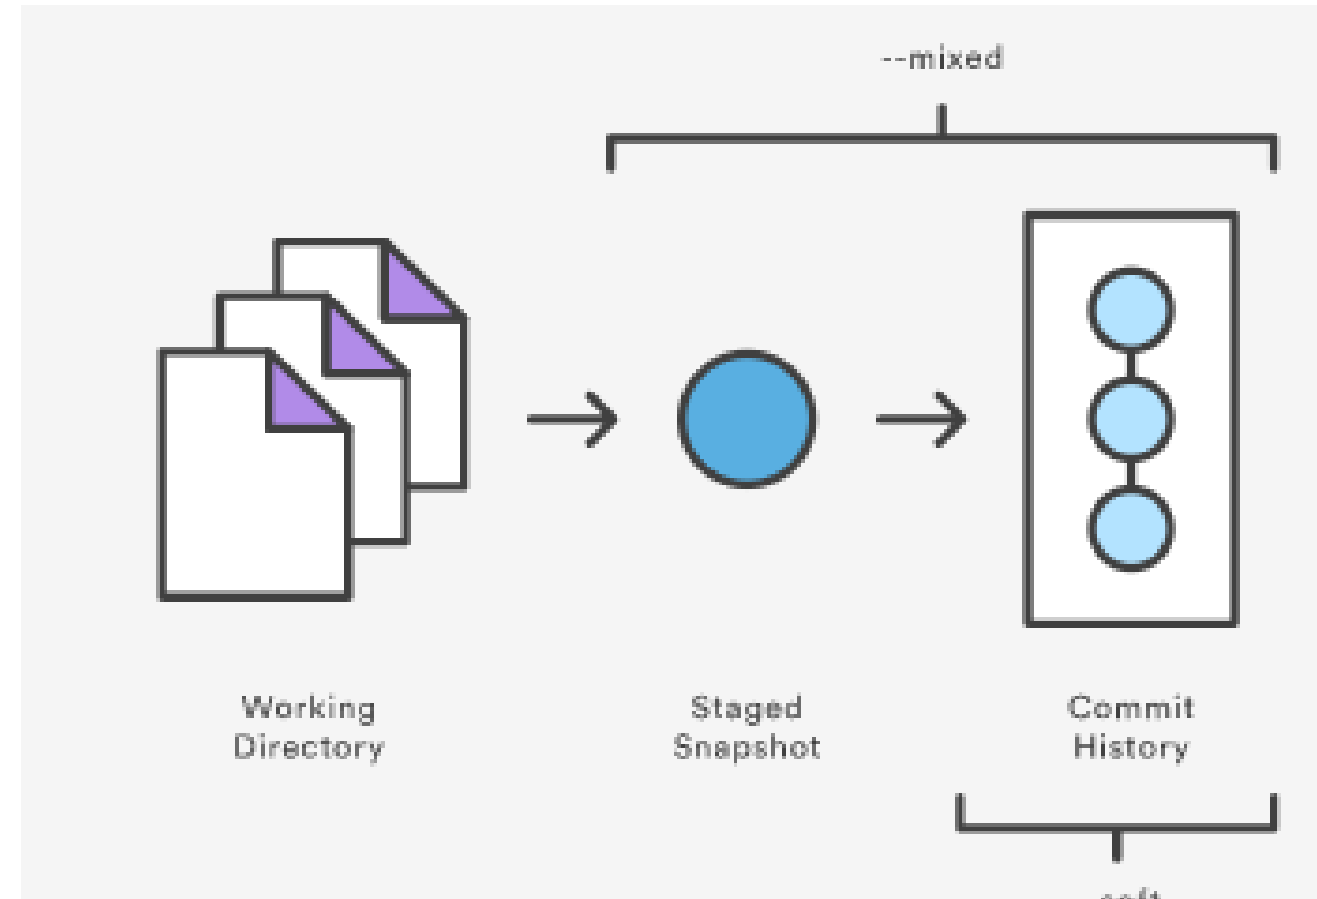 --mixed
Working
Directory
Staged
Snapshot
Commit
History